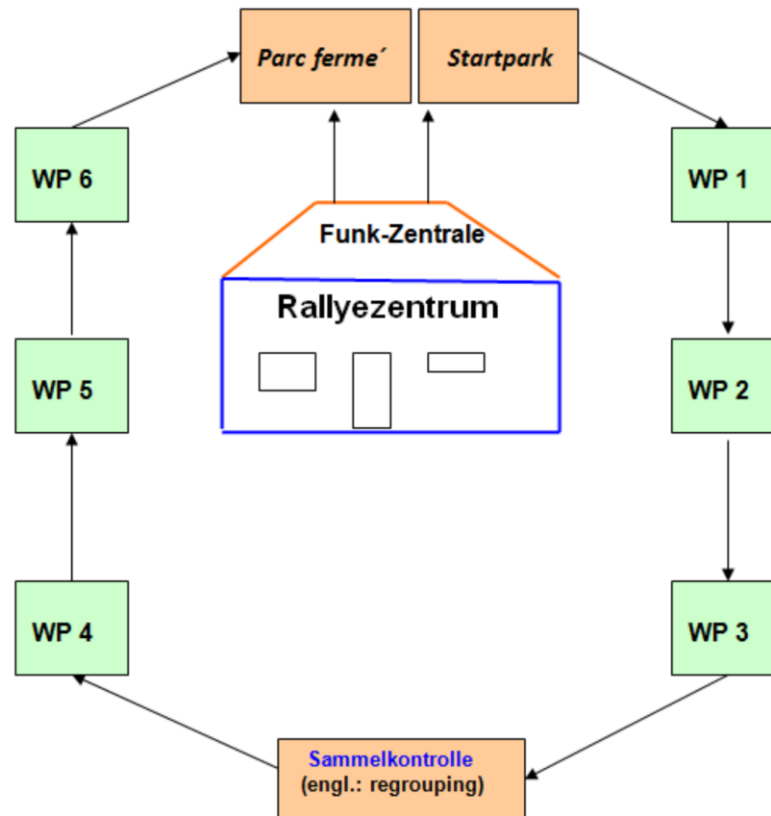 Parc ferme´
Startpark
WP 6
WP 1
Funk-Zentrale
Rallyezentrum
WP 5
WP 2
WP 4
WP 3
Sammelkontrolle
(engl.: regrouping)